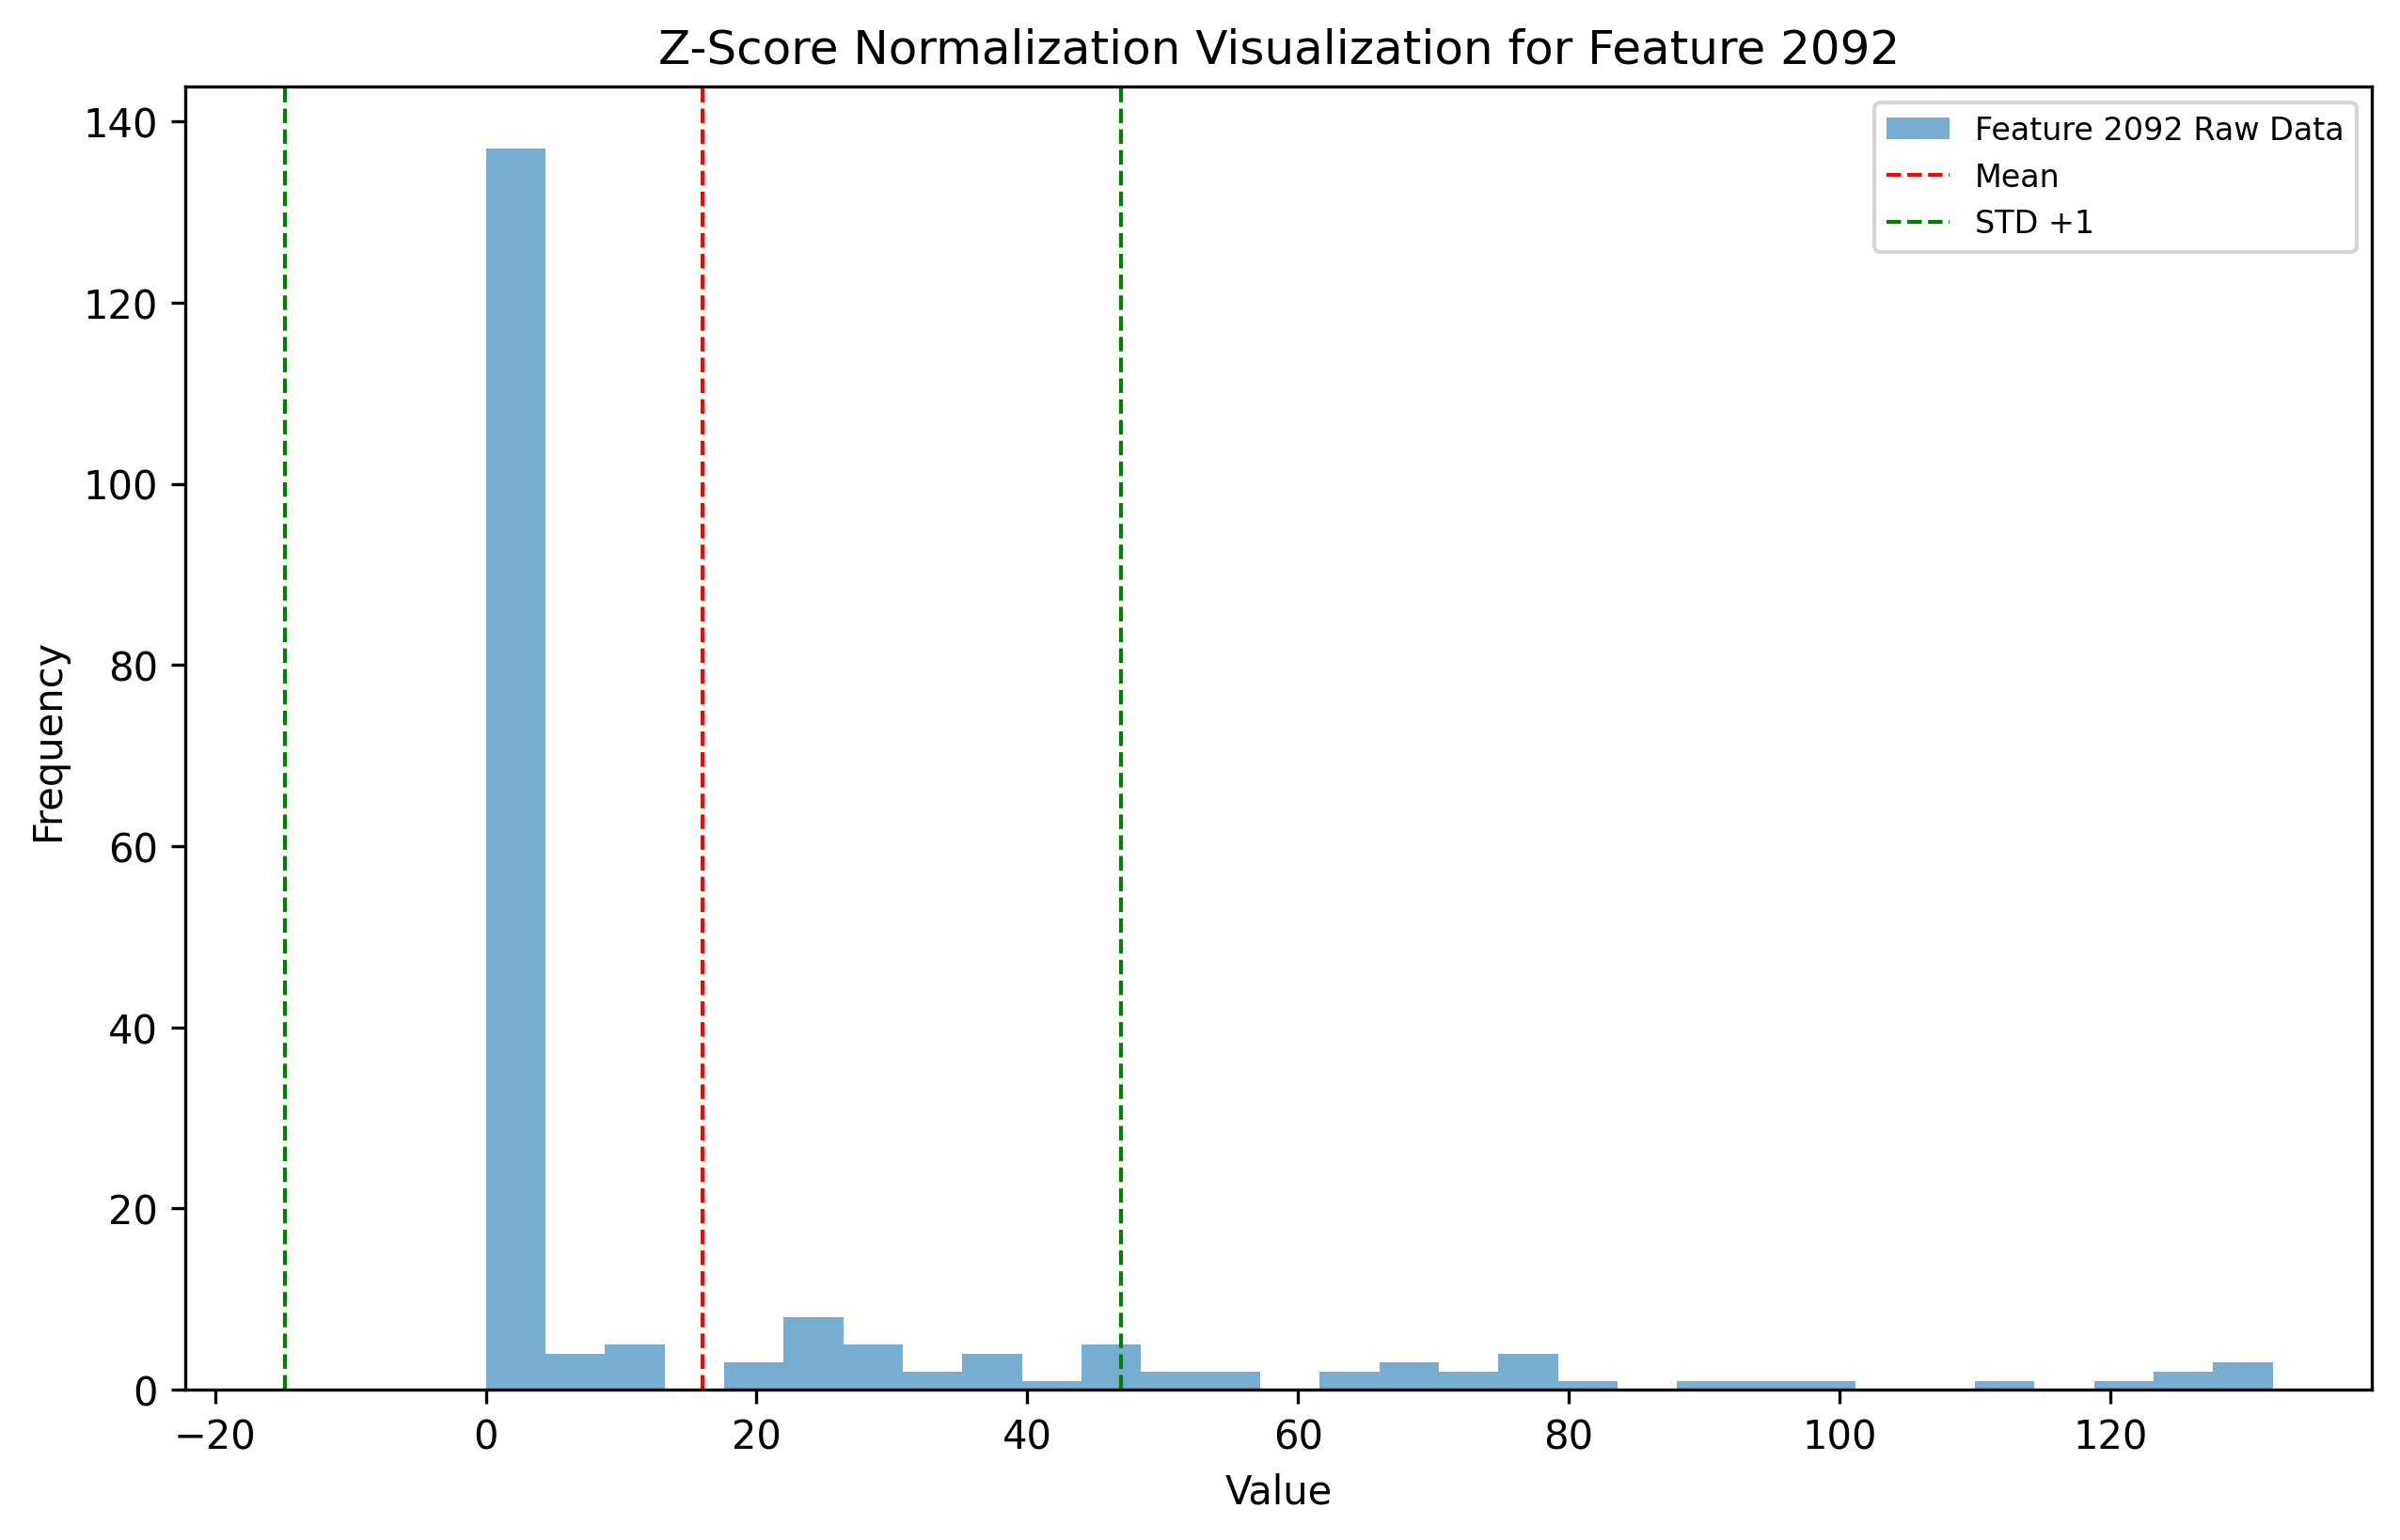 Z-Score Normalization Visualization for Feature 2092
Feature 2092 Raw Data
Mean
STD +1
140
120
100
80
60
40
20
0
Frequency
−20 0 20 40 60 80 100 120
Value